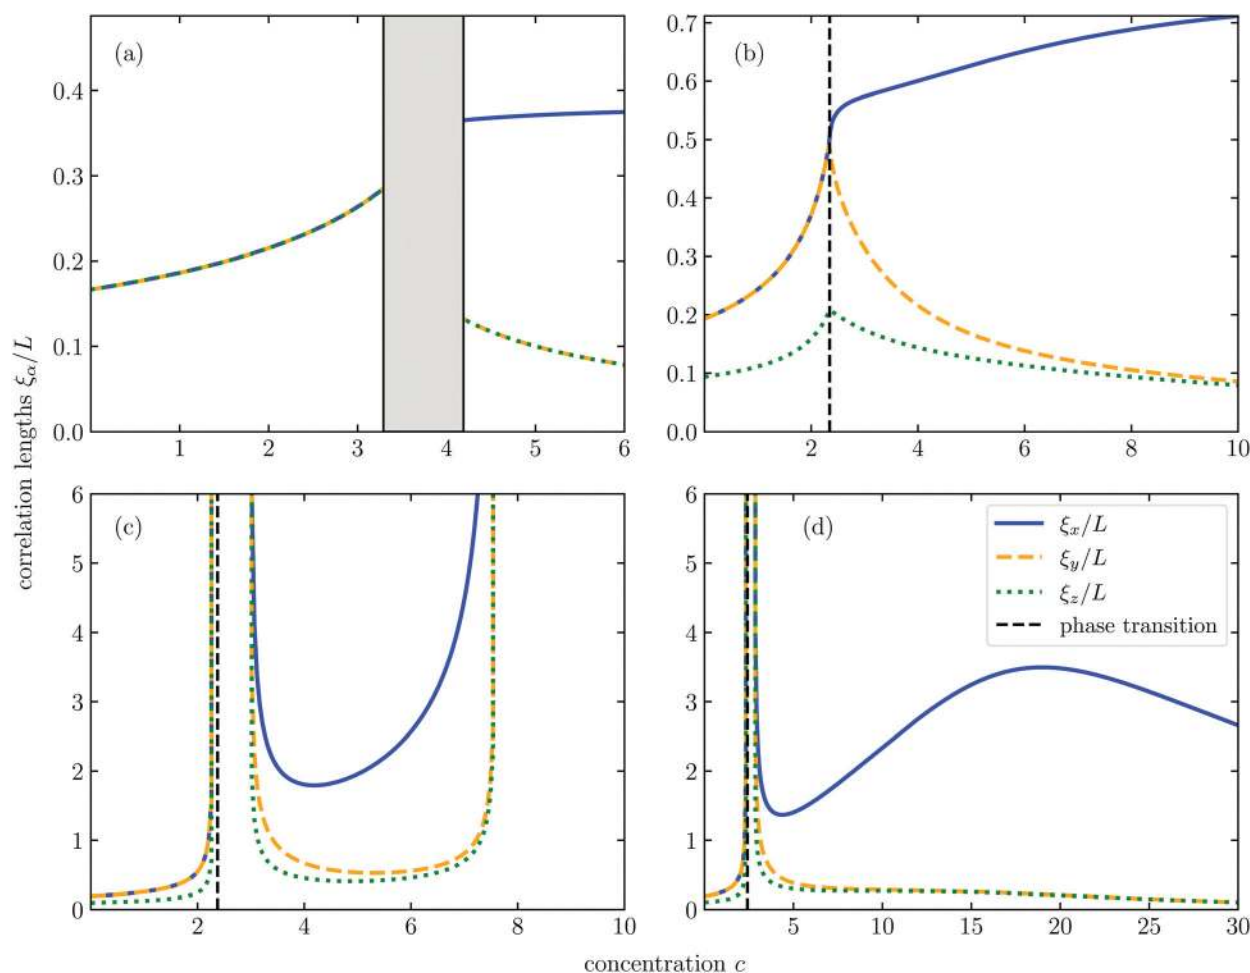 correlation lengths ξα/L
(a)
0.4
0.3
0.2
0.1
0.0
1 2 3 4 5 6
(b)
0.7
0.6
0.5
0.4
0.3
0.2
0.1
0.0
2 4 6 8 10
(c)
6
5
4
3
2
1
0
2 4 6 8 10
(d)
6
5
4
3
2
1
0
5 10 15 20 25 30
ξx/L
ξy/L
ξz/L
phase transition
concentration c